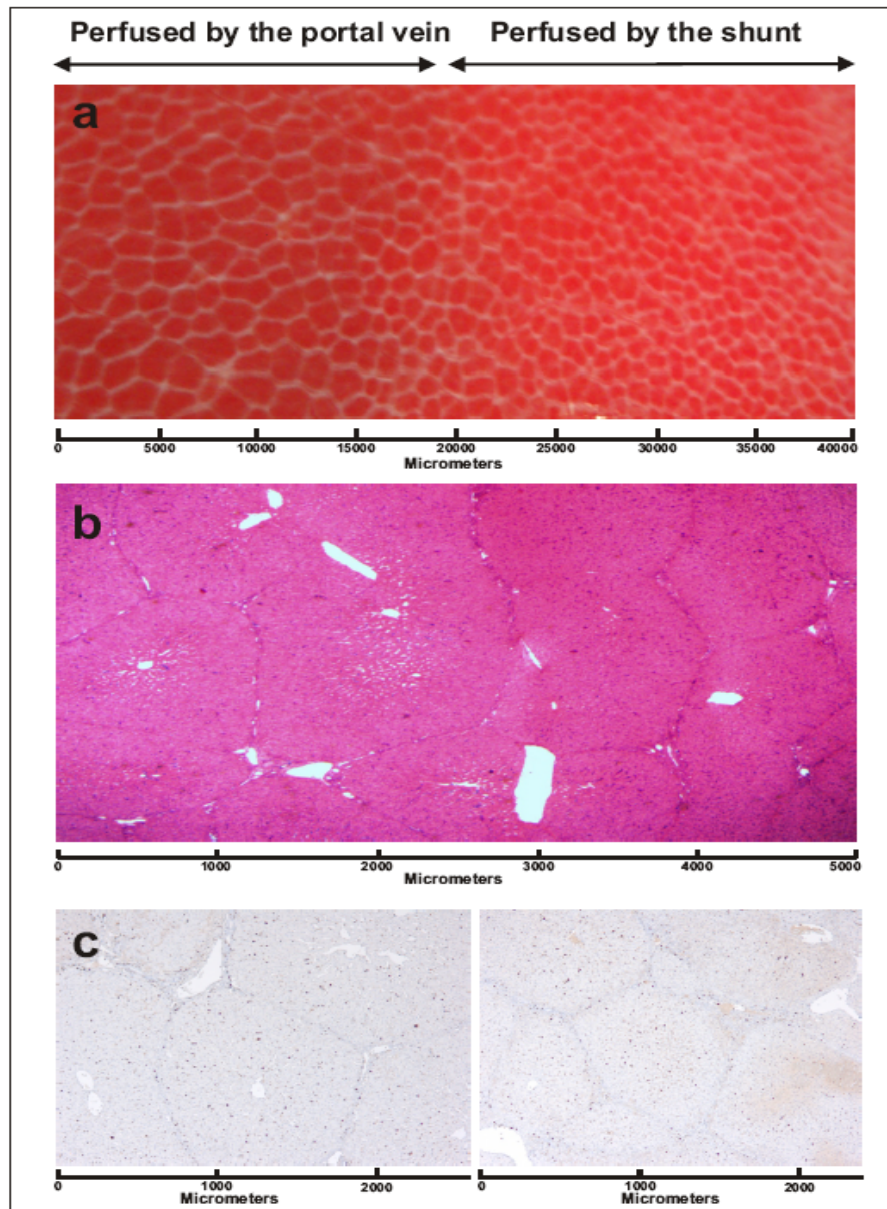 Perfused by the portal vein Perfused by the shunt
a
0 5000 10000 15000 20000 25000 30000 35000 40000
Micrometers
b
0 1000 2000 3000 4000 5000
Micrometers
c
0 1000 2000 0 1000 2000
Micrometers Micrometers